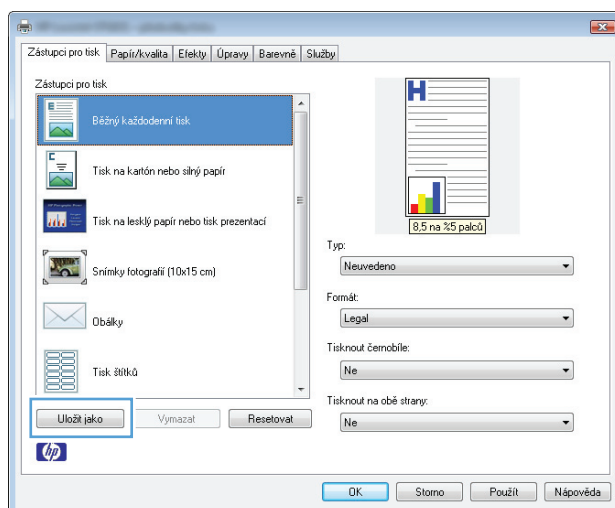 Zástupci pro tisk
Papír/kvalita
Efekty
Úpravy
Barevně
Služby
Zástupci pro tisk
Běžný každodenní tisk
Tisk na kartón nebo silný papír
Tisk na lesklý papír nebo tisk prezentací
Snímky fotografií (10x15 cm)
Obálky
Tisk štítků
Uložit jako
Vymazat
Resetovat
8,5 na %5 palců
Typ:
Neuvedeno
Formát:
Legal
Tisknout černobíle:
Ne
Tisknout na obě strany:
Ne
hp
OK
Storno
Použít
Nápověda